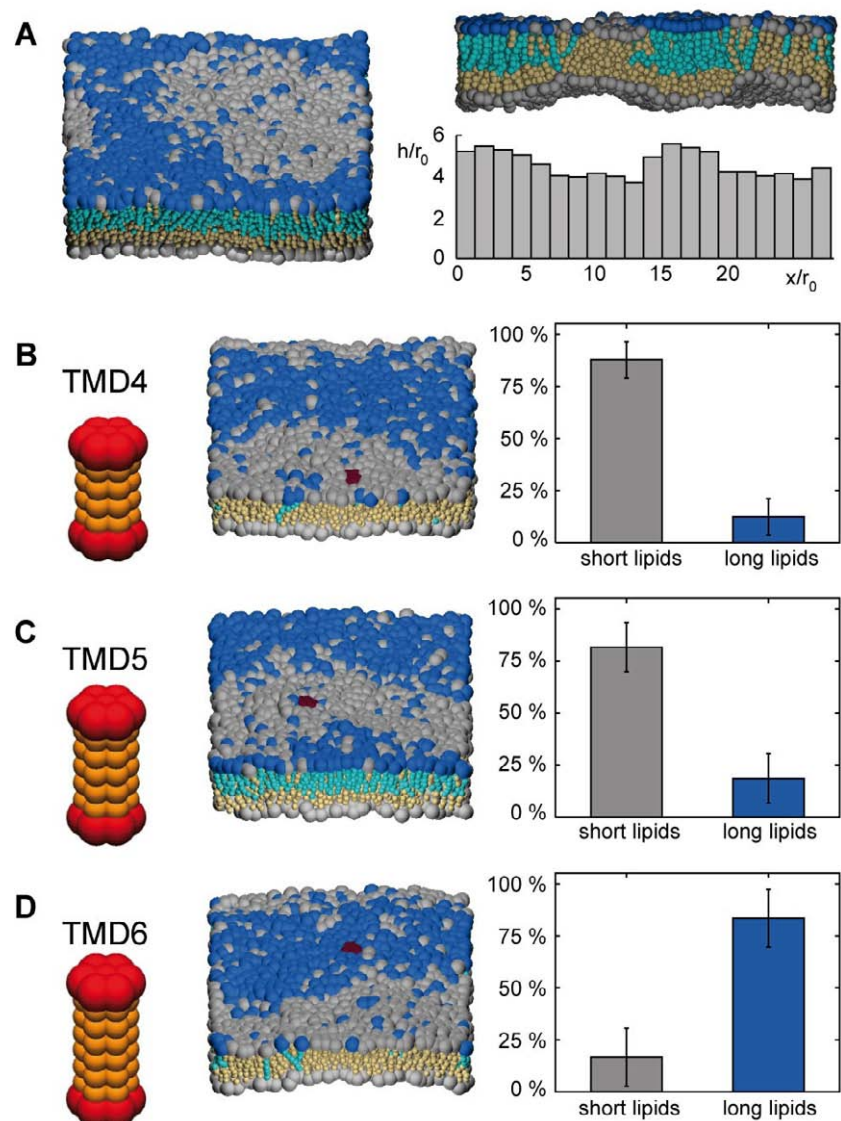 A
h/r0
6
4
2
0
0 5 10 15 20 x/r0
B
TMD4
100 %
75 %
50 %
25 %
0 %
short lipids long lipids
C
TMD5
100 %
75 %
50 %
25 %
0 %
short lipids long lipids
D
TMD6
100 %
75 %
50 %
25 %
0 %
short lipids long lipids